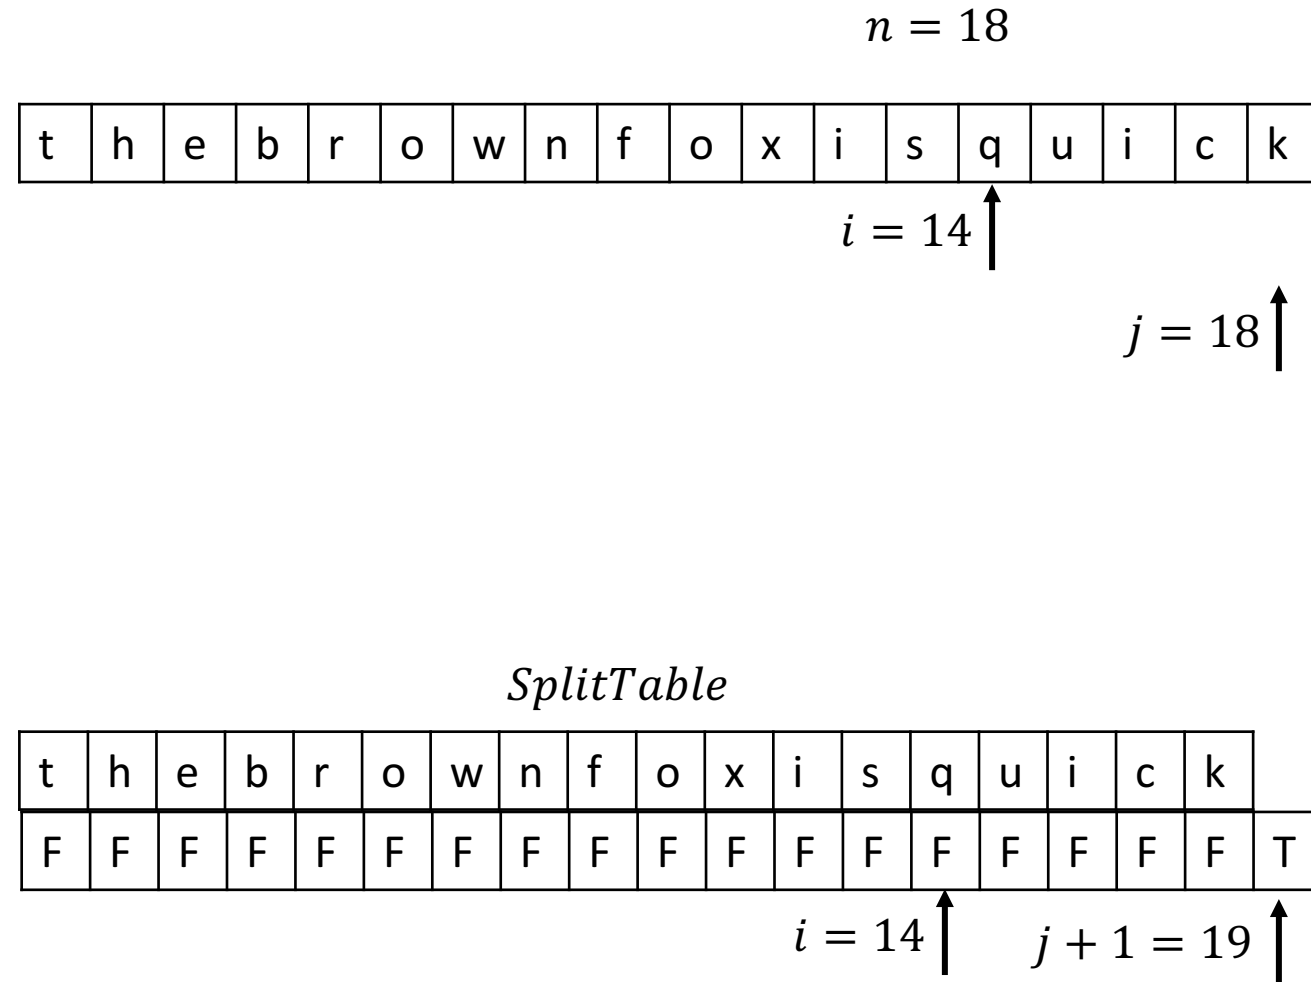 n = 18
t h e b r o w n f o x i s q u i c k
i = 14
j = 18
SplitTable
t h e b r o w n f o x i s q u i c k
F F F F F F F F F F F F F F F F F F T
i = 14 j + 1 = 19